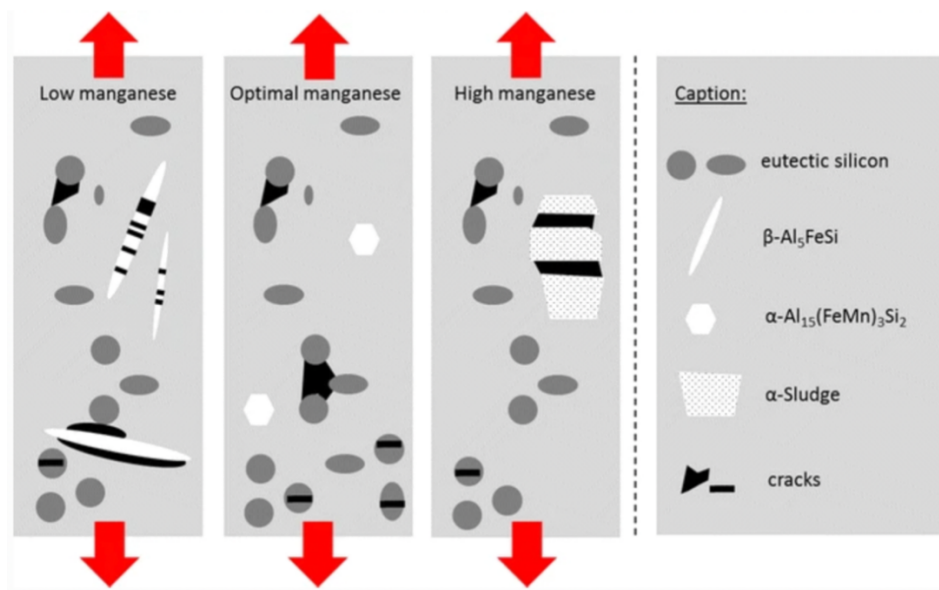 Low manganese
Optimal manganese
High manganese
Caption:
eutectic silicon
β-Al₅FeSi
α-Al₁₅(FeMn)₃Si₂
α-Sludge
cracks